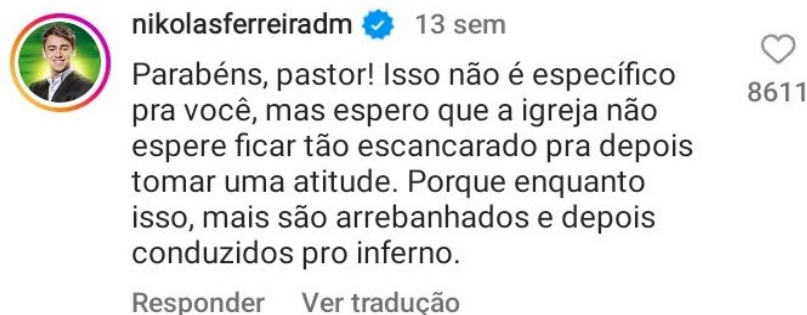 nikolasferreiradm 13 sem
Parabéns, pastor! Isso não é específico
pra você, mas espero que a igreja não
espere ficar tão escancarado pra depois
tomar uma atitude. Porque enquanto
isso, mais são arrebanhados e depois
conduzidos pro inferno.
8611
Responder Ver tradução